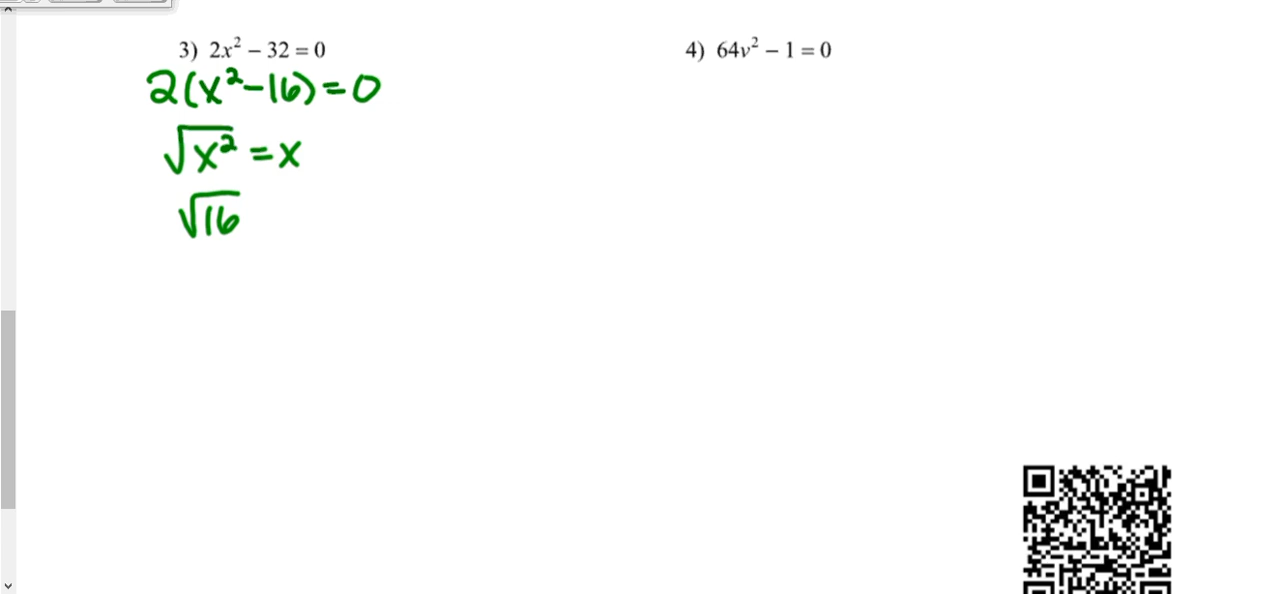 3) 2x² − 32 = 0
2(x²−16)=0
√x² = x
√16
4) 64v² − 1 = 0